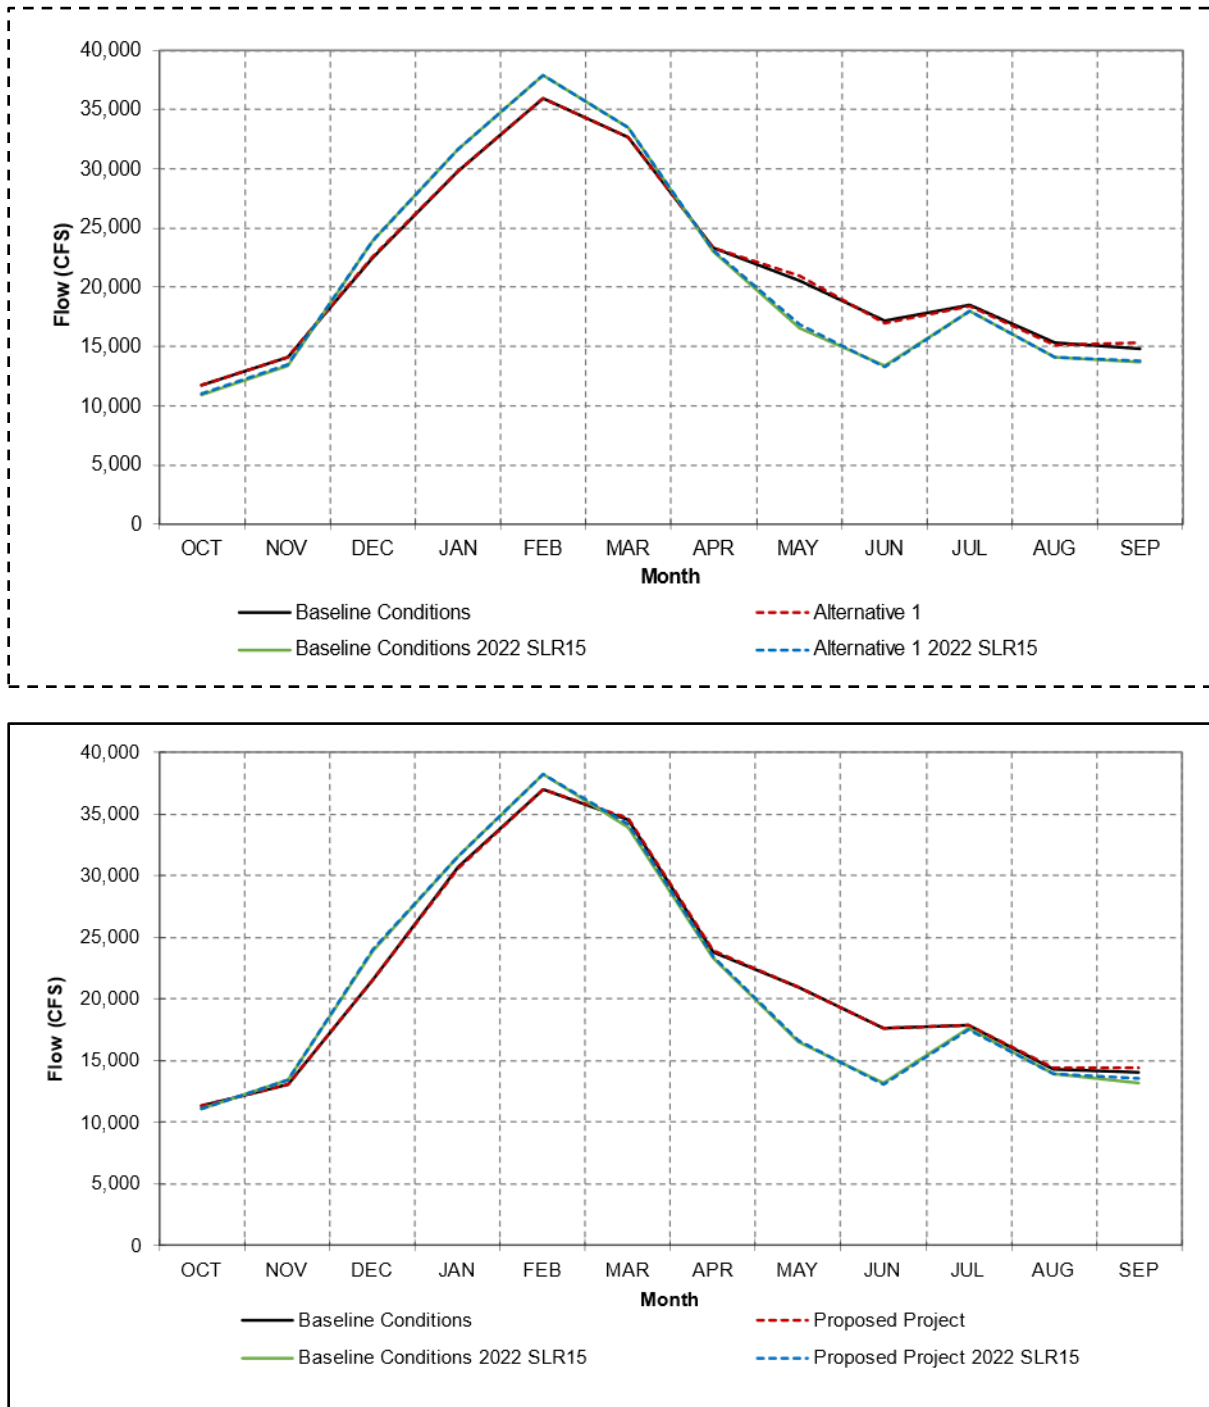 40,000
35,000
30,000
25,000
20,000
15,000
10,000
5,000
0
Flow (CFS)
OCT NOV DEC JAN FEB MAR APR MAY JUN JUL AUG SEP
Month
Baseline Conditions Alternative 1
Baseline Conditions 2022 SLR15 Alternative 1 2022 SLR15
40,000
35,000
30,000
25,000
20,000
15,000
10,000
5,000
0
Flow (CFS)
OCT NOV DEC JAN FEB MAR APR MAY JUN JUL AUG SEP
Month
Baseline Conditions Proposed Project
Baseline Conditions 2022 SLR15 Proposed Project 2022 SLR15